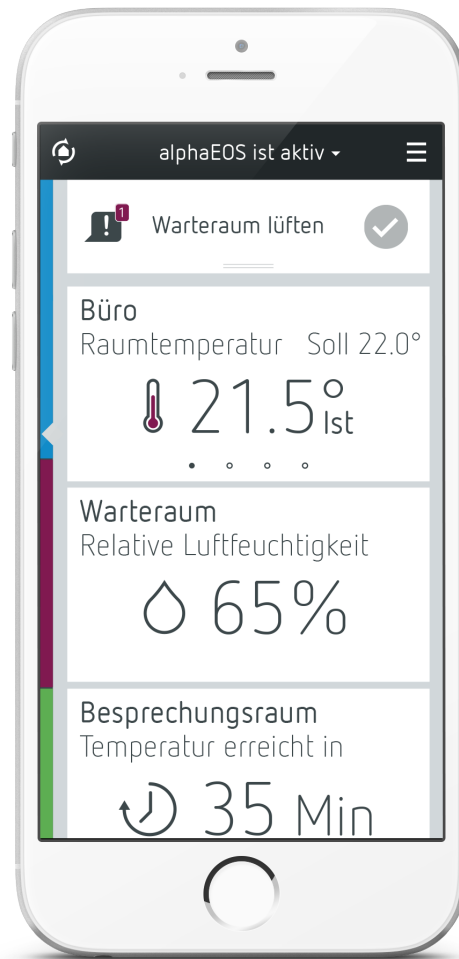 alphaEOS ist aktiv
1
Warteraum lüften
Büro
Raumtemperatur Soll 22.0°
21.5° Ist
Warteraum
Relative Luftfeuchtigkeit
65%
Besprechungsraum
Temperatur erreicht in
35 Min